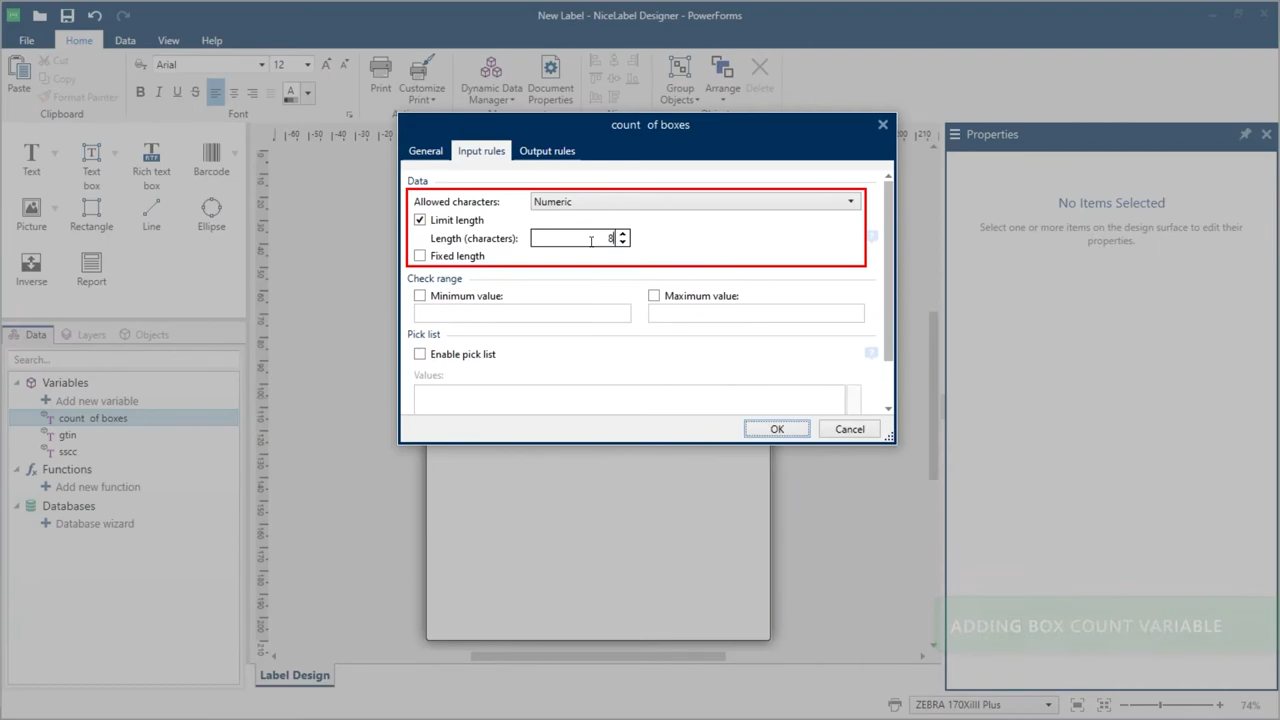 New Label - NiceLabel Designer - PowerForms
File Home Data View Help
Paste
Cut
Copy
Format Painter
Clipboard
Arial 12
B I U S A
Font
Print
Customize Print
Dynamic Data Manager
Document Properties
Group Objects
Arrange
Delete
Text
Text box
Rich text box
RTF
Barcode
Picture
Rectangle
Line
Ellipse
Inverse
Report
Data Layers Objects
Search...
Variables
Add new variable
count of boxes
gtin
sscc
Functions
Add new function
Databases
Database wizard
count of boxes
General Input rules Output rules
Data
Allowed characters: Numeric
Limit length
Length (characters): 8
Fixed length
Check range
Minimum value: Maximum value:
Pick list
Enable pick list
Values:
OK Cancel
Properties
No Items Selected
Select one or more items on the design surface to edit their
properties.
ADDING BOX COUNT VARIABLE
Label Design
ZEBRA 170XiIII Plus 74%